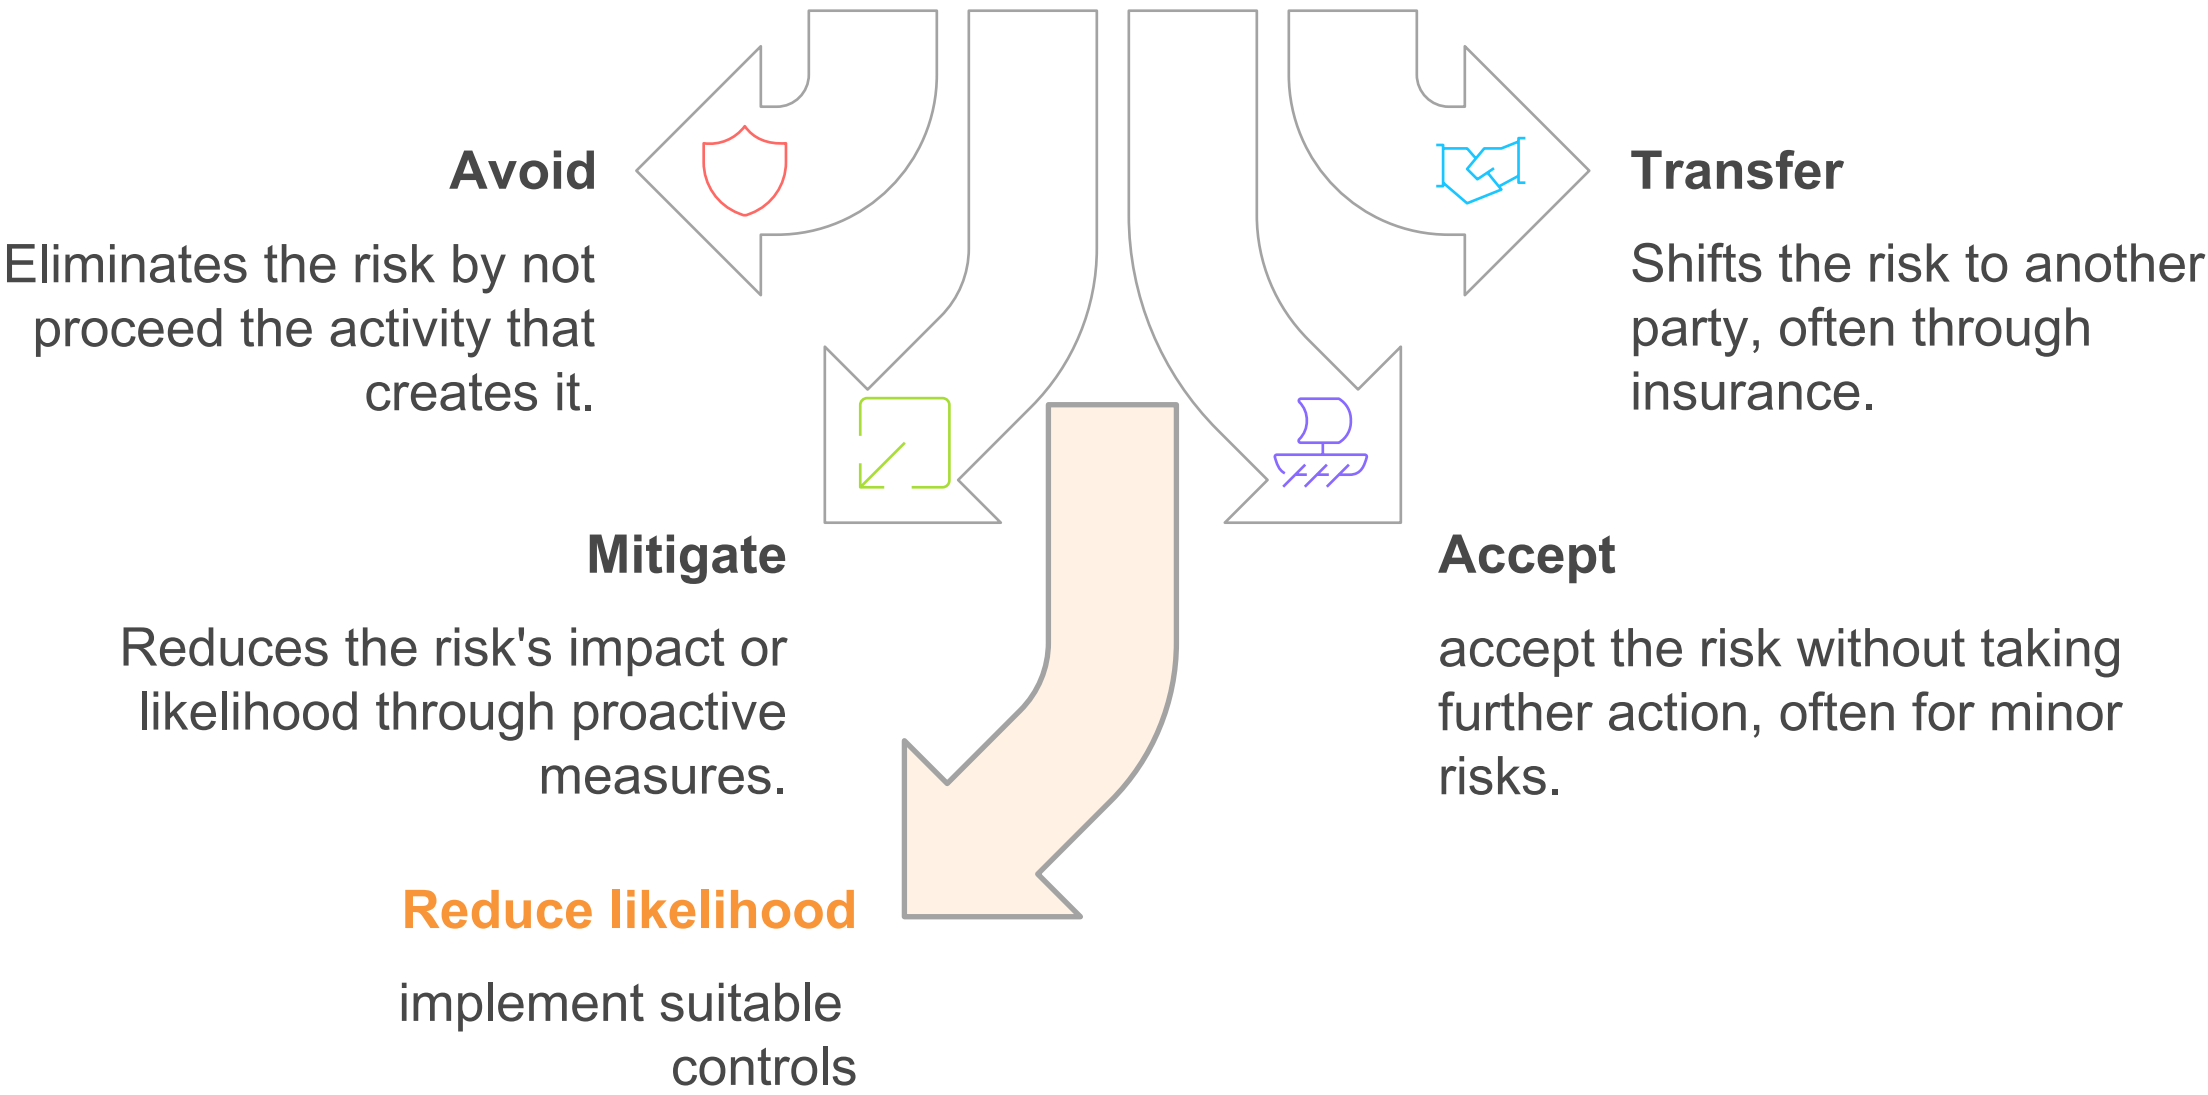 Avoid
Eliminates the risk by not
proceed the activity that
creates it.
Transfer
Shifts the risk to another
party, often through
insurance.
Mitigate
Reduces the risk's impact or
likelihood through proactive
measures.
Accept
accept the risk without taking
further action, often for minor
risks.
Reduce likelihood
implement suitable
controls